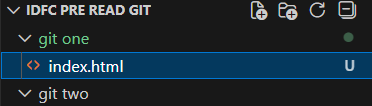 IDFC PRE READ GIT
git one
<> index.html U
git two